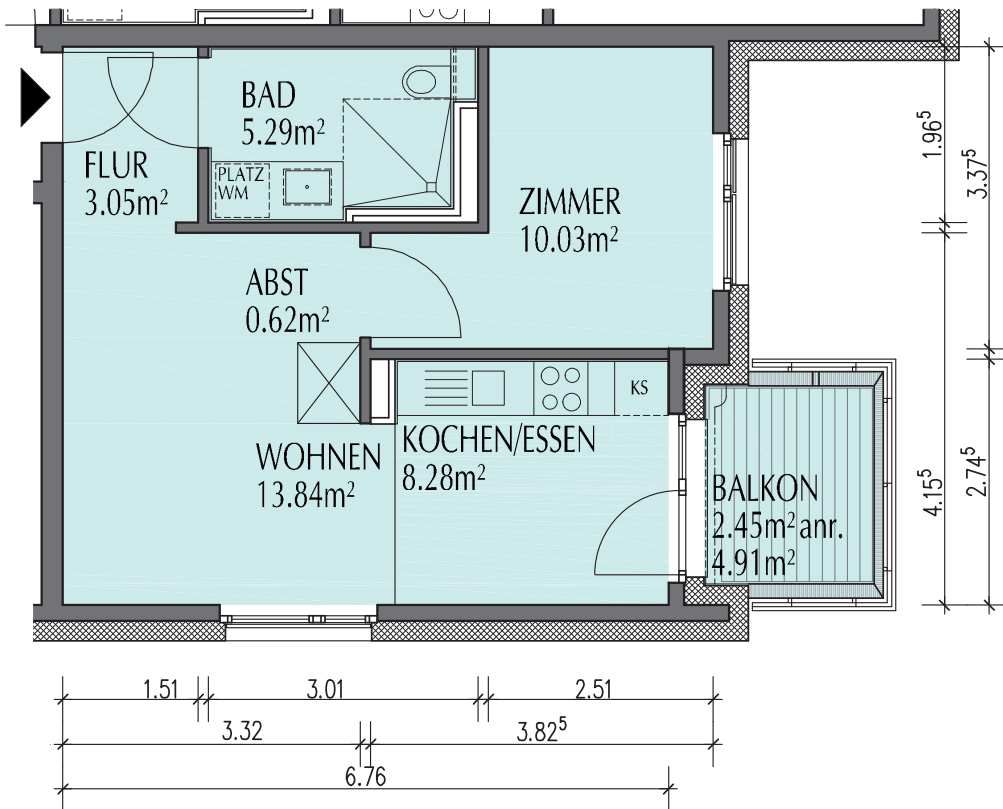 BAD
5.29m²
FLUR
3.05m²
PLATZ
WM
ZIMMER
10.03m²
ABST
0.62m²
KS
WOHNEN
13.84m²
KOCHEN/ESSEN
8.28m²
BALKON
2.45m² anr.
4.91m²
1.96⁵
3.37⁵
4.15⁵
2.74⁵
1.51
3.01
2.51
3.32
3.82⁵
6.76